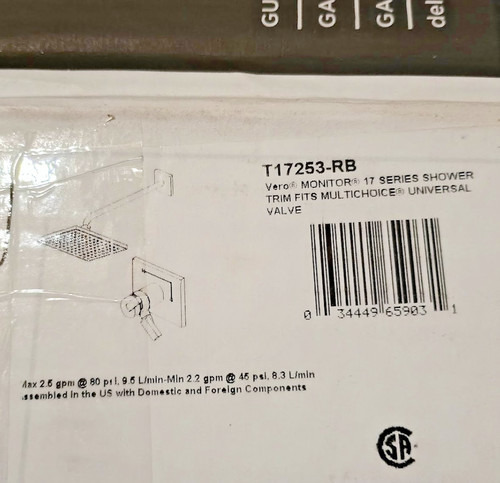 GU
GA
GA
del
T17253-RB
Vero® MONITOR® 17 SERIES SHOWER
TRIM FITS MULTICHOICE® UNIVERSAL
VALVE
0 34449 65903 1
Max 2.5 gpm @ 80 psi, 9.5 L/min-Min 2.2 gpm @ 45 psi, 8.3 L/min
Assembled in the US with Domestic and Foreign Components
SA